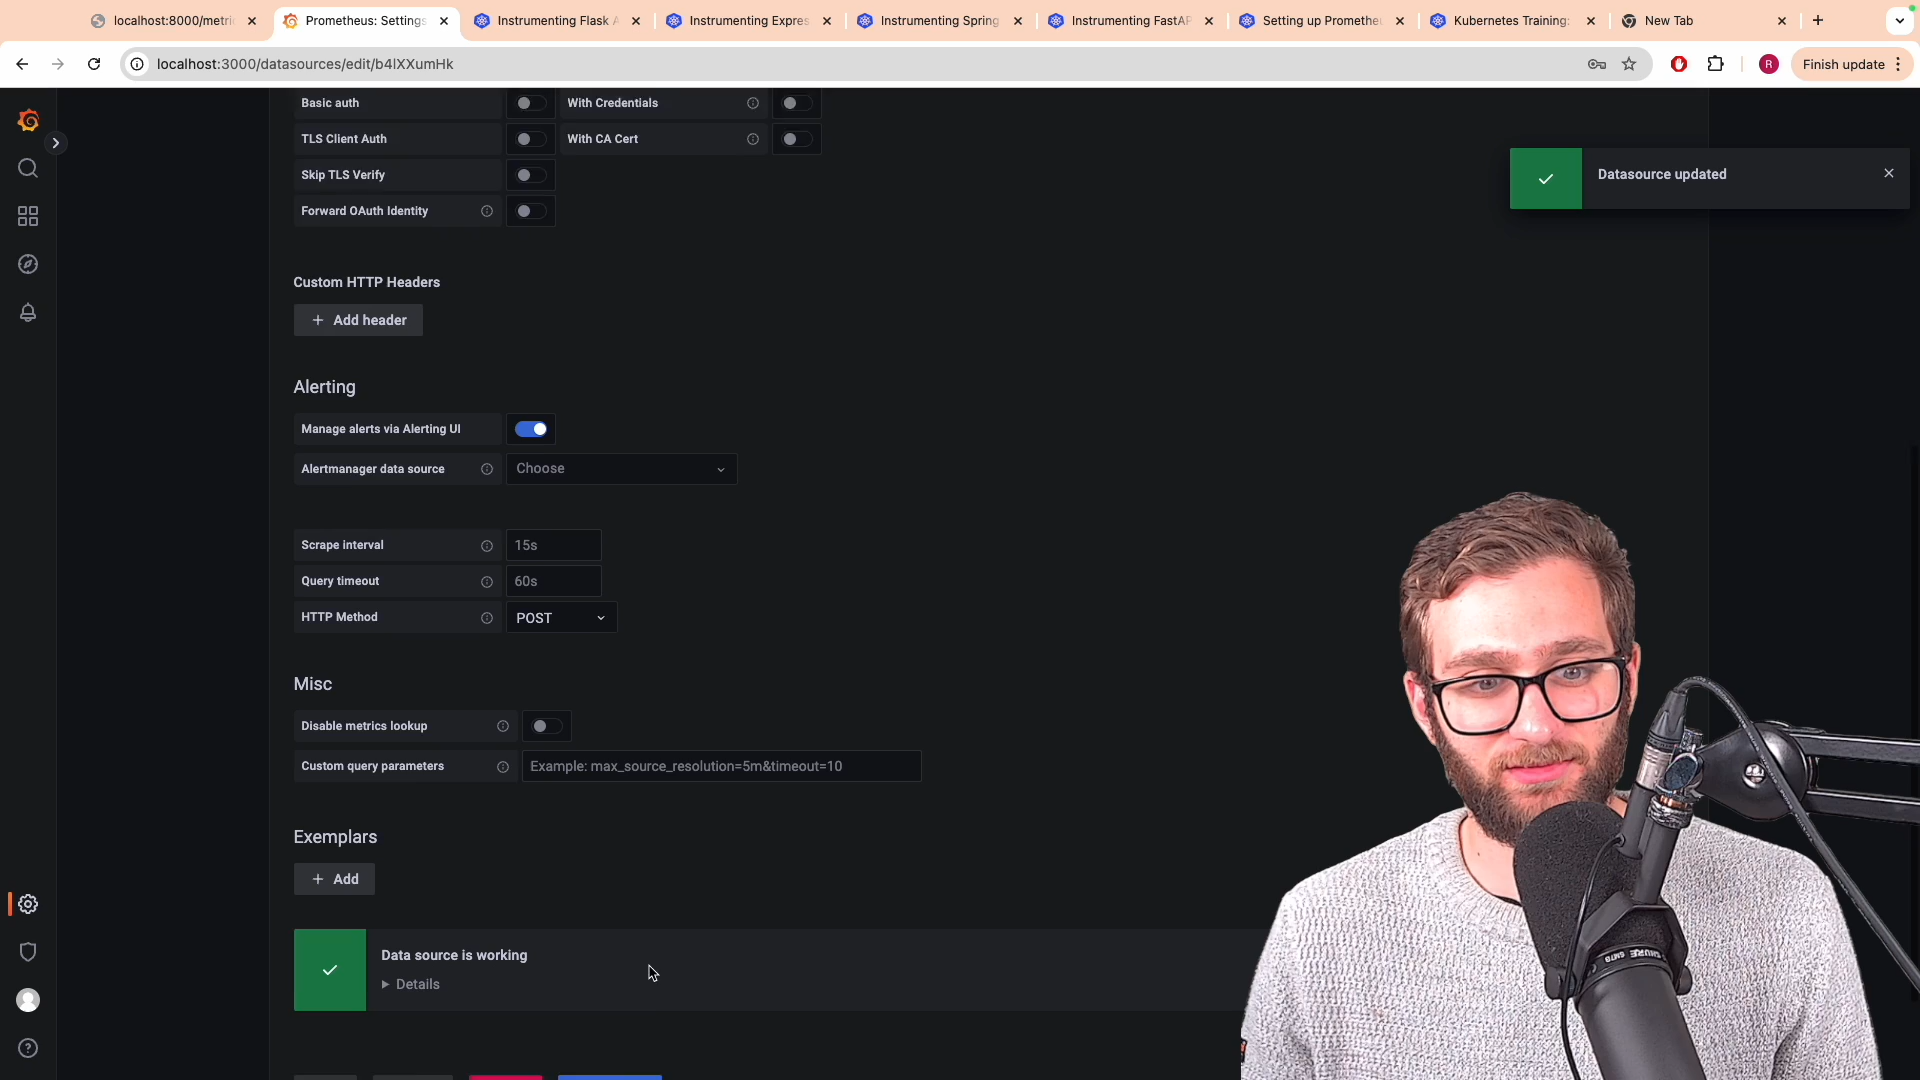 localhost:8000/metri
Prometheus: Settings
Instrumenting Flask A
Instrumenting Expres
Instrumenting Spring
Instrumenting FastAP
Setting up Prometheu
Kubernetes Training:
New Tab
localhost:3000/datasources/edit/b4lXXumHk
R
Finish update
Basic auth
With Credentials
TLS Client Auth
With CA Cert
Skip TLS Verify
Forward OAuth Identity
Datasource updated
Custom HTTP Headers
+ Add header
Alerting
Manage alerts via Alerting UI
Alertmanager data source
Choose
Scrape interval
15s
Query timeout
60s
HTTP Method
POST
Misc
Disable metrics lookup
Custom query parameters
Example: max_source_resolution=5m&timeout=10
Exemplars
+ Add
Data source is working
Details
SHURE SM7B